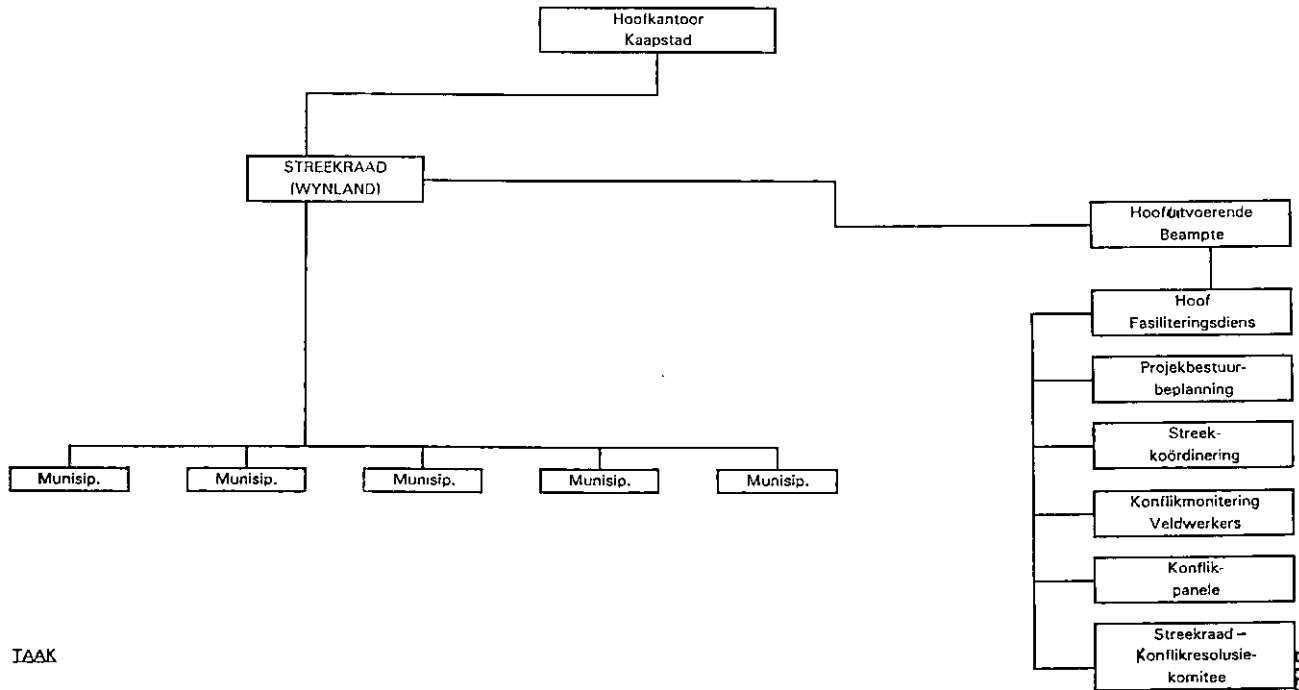 Hoofkantoor
Kaapstad
STREEKRAAD
(WYNLAND)
Hoofuitvoerende
Beampte
Hoof
Fasiliteringsdiens
Projekbestuur-
beplanning
Streek-
koördinering
Konflikmonitering
Veldwerkers
Konflik-
panele
Streekraad –
Konflikresolusie-
komitee
Munisip.
Munisip.
Munisip.
Munisip.
Munisip.
TAAK